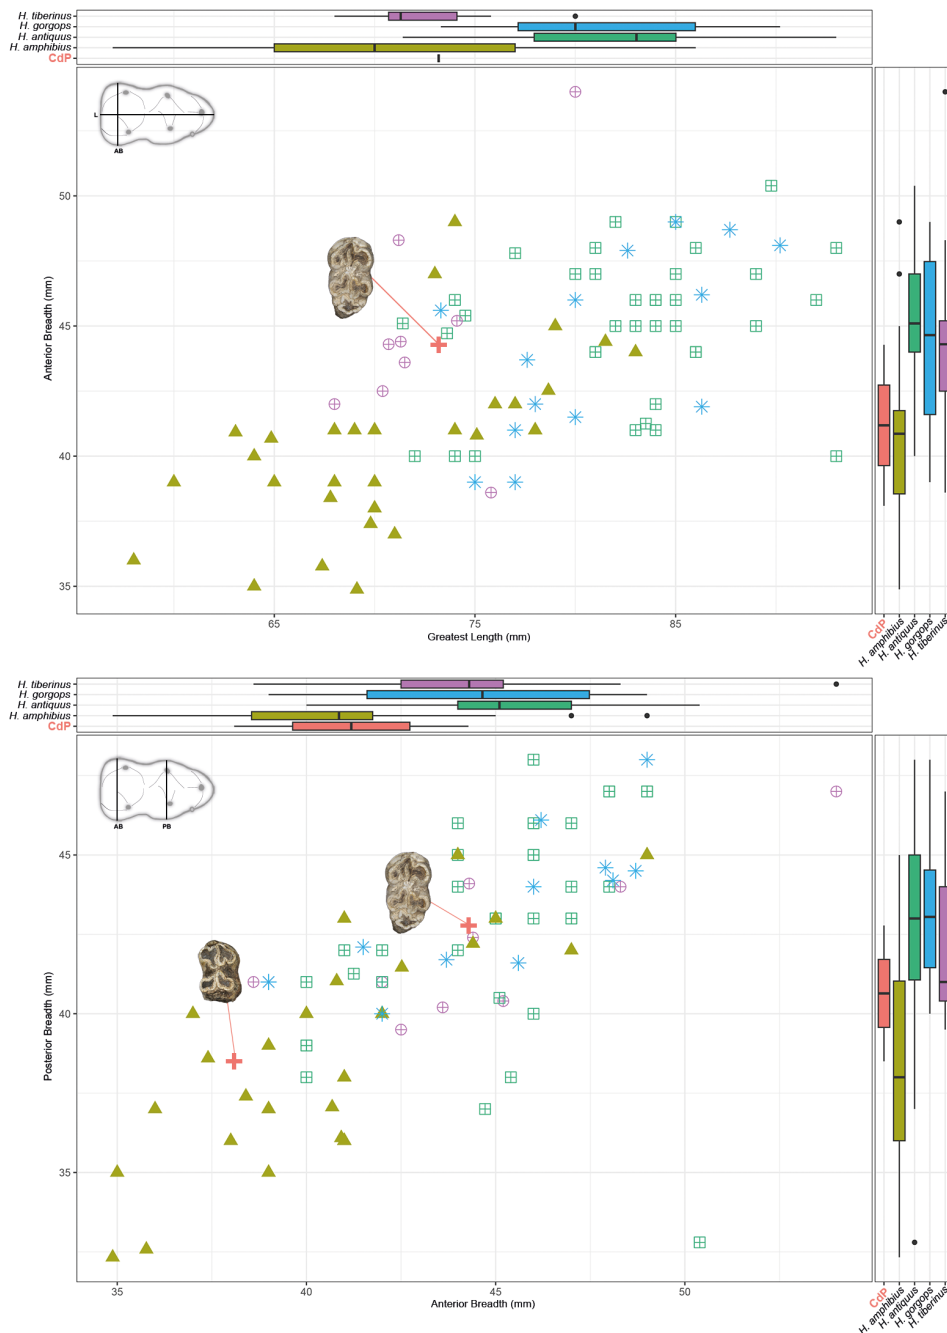 H. tiberinus
H. gorgops
H. antiquus
H. amphibius
CdP
L
AB
50
45
40
35
Anterior Breadth (mm)
65
75
85
Greatest Length (mm)
CdP
H. amphibius
H. antiquus
H. gorgops
H. tiberinus
H. tiberinus
H. gorgops
H. antiquus
H. amphibius
CdP
AB
PB
45
40
35
Posterior Breadth (mm)
35
40
45
50
Anterior Breadth (mm)
CdP
H. amphibius
H. antiquus
H. gorgops
H. tiberinus